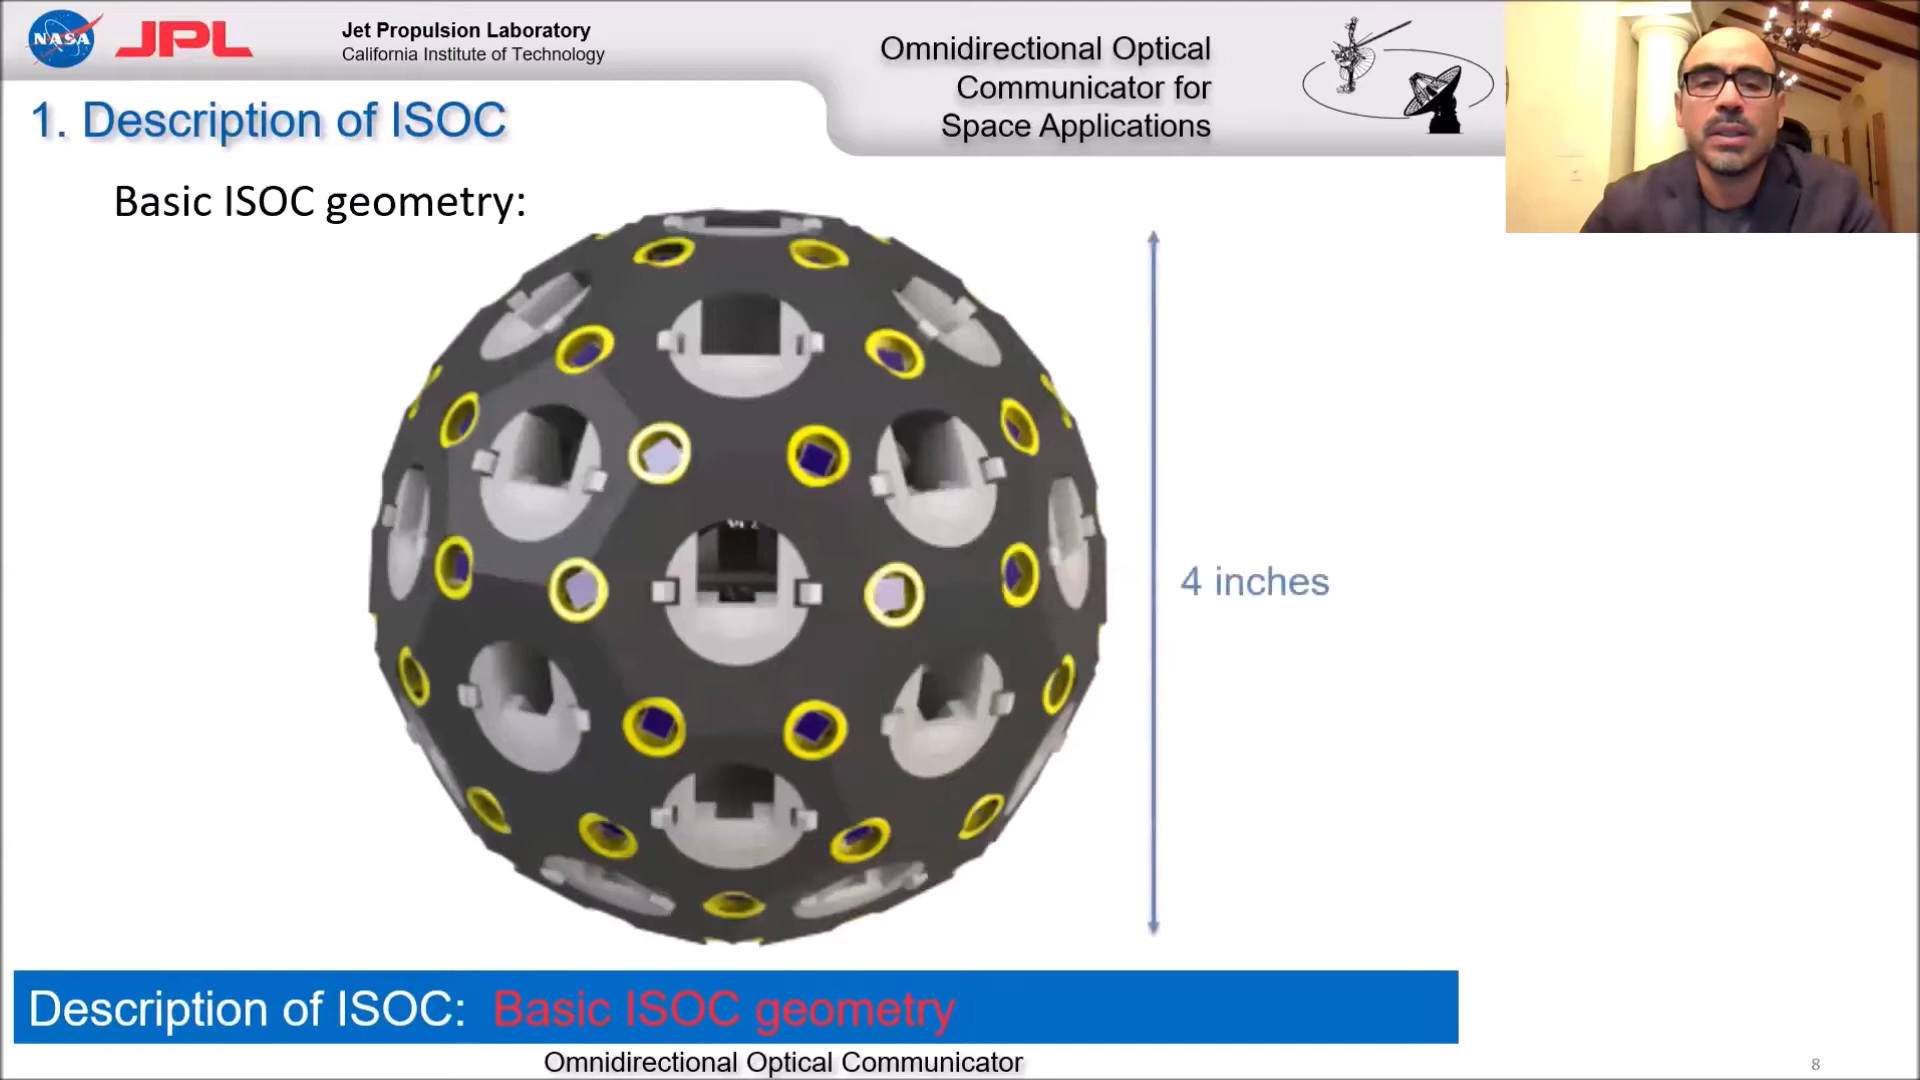 NASA
JPL
Jet Propulsion Laboratory
California Institute of Technology
Omnidirectional Optical
Communicator for
Space Applications
1. Description of ISOC
Basic ISOC geometry:
4 inches
Description of ISOC: Basic ISOC geometry
Omnidirectional Optical Communicator
8